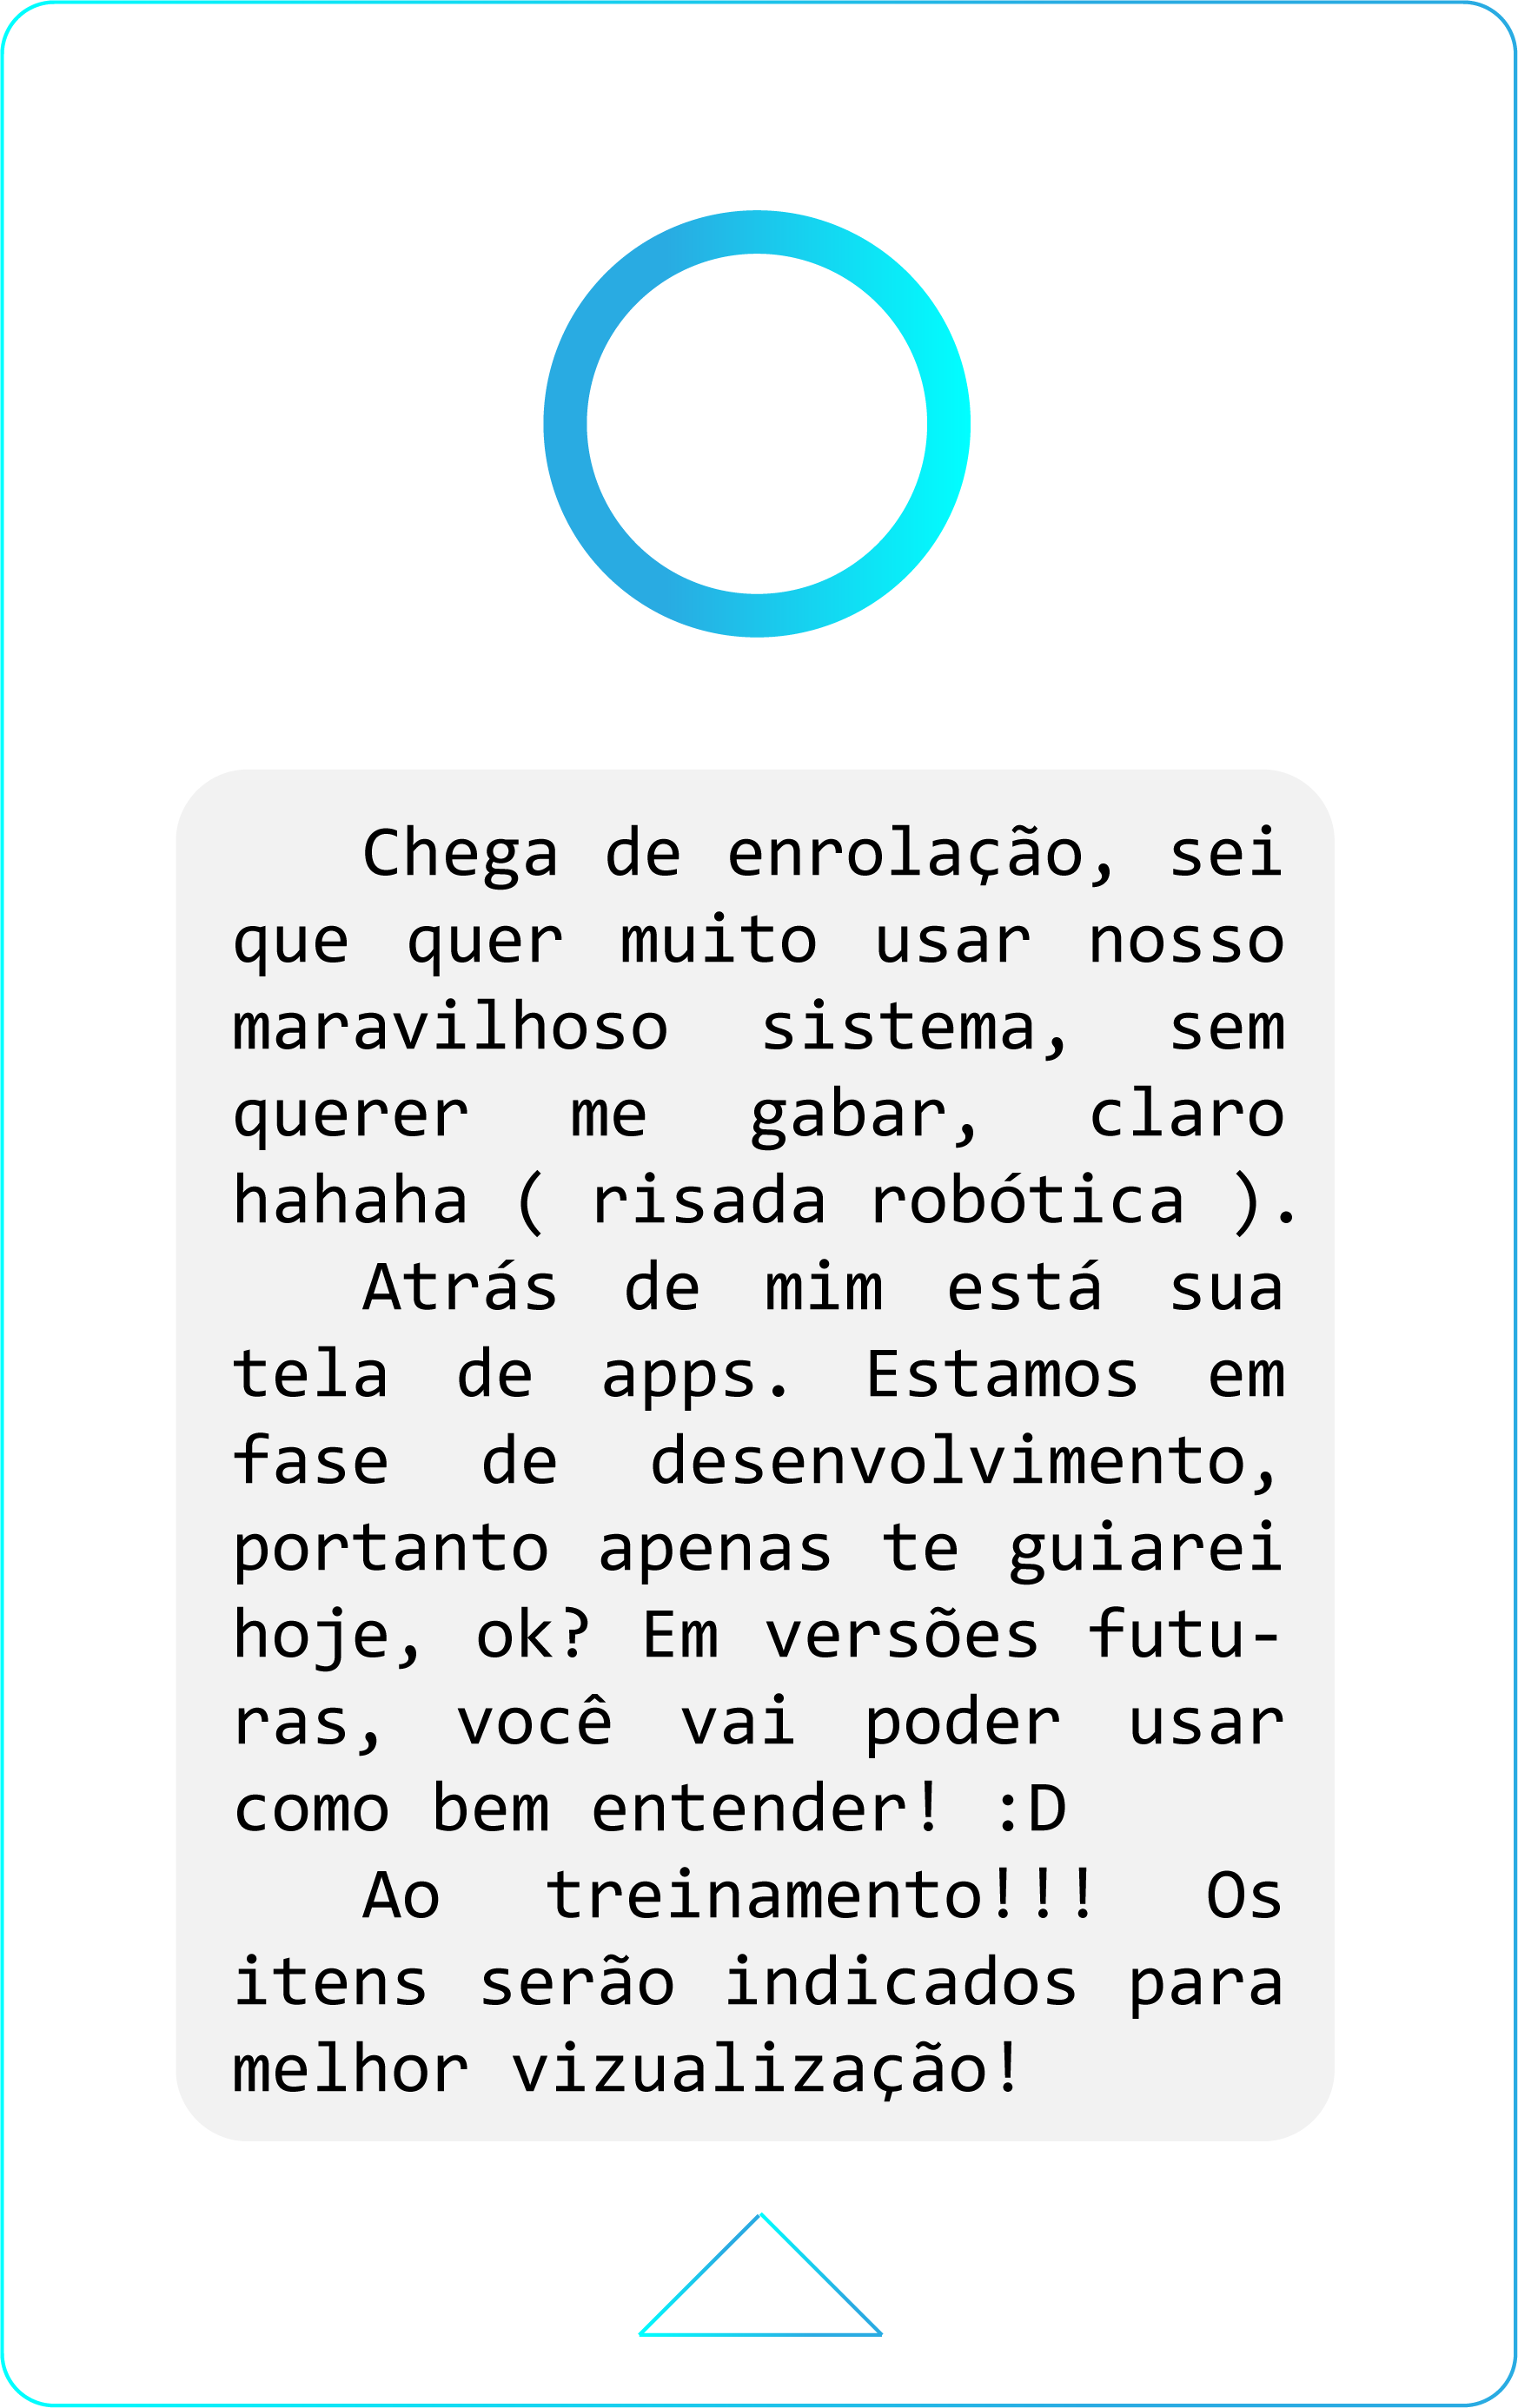 Chega de enrolação, sei
que quer muito usar nosso
maravilhoso sistema, sem
querer me gabar, claro
hahaha ( risada robótica ).
Atrás de mim está sua
tela de apps. Estamos em
fase de desenvolvimento,
portanto apenas te guiarei
hoje, ok? Em versões futu-
ras, você vai poder usar
como bem entender! :D
Ao treinamento!!! Os
itens serão indicados para
melhor vizualização!